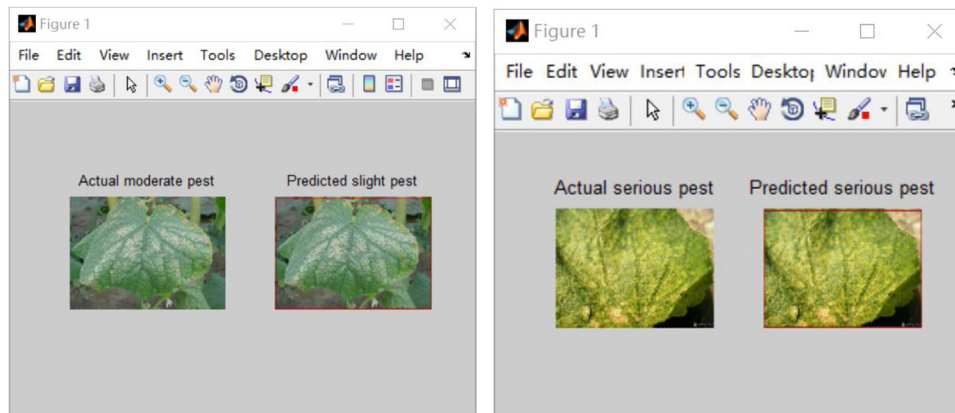 Figure 1
File Edit View Insert Tools Desktop Window Help
Actual moderate pest Predicted slight pest
Figure 1
File Edit View Insert Tools Desktop Window Help
Actual serious pest Predicted serious pest